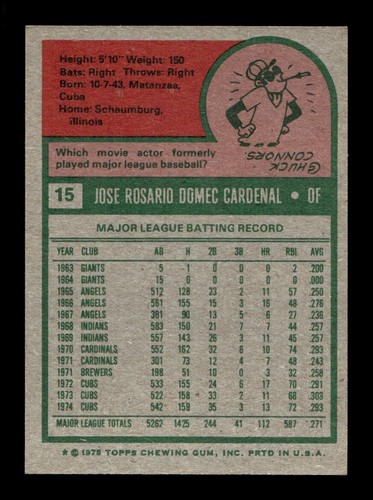 Height: 5'10" Weight: 150
Bats: Right Throws: Right
Born: 10-7-43, Matanzas,
Cuba
Home: Schaumburg,
Illinois
CHUCK
CONNORS
Which movie actor formerly
played major league baseball?
15 JOSE ROSARIO DOMEC CARDENAL • OF
MAJOR LEAGUE BATTING RECORD
YEAR CLUB AB H 2B 3B HR RBI AVG
1963 GIANTS 5 1 0 0 0 2 .200
1964 GIANTS 15 0 0 0 0 0 .000
1965 ANGELS 512 128 23 2 11 57 .250
1966 ANGELS 561 155 15 3 16 48 .276
1967 ANGELS 381 90 13 5 6 27 .236
1968 INDIANS 583 150 21 7 7 44 .257
1969 INDIANS 557 143 26 3 11 45 .257
1970 CARDINALS 552 162 32 6 10 74 .293
1971- CARDINALS 301 73 12 4 7 48 .243
1971 BREWERS 198 51 10 0 3 32 .258
1972 CUBS 533 155 24 6 17 70 .291
1973 CUBS 522 158 33 2 11 68 .303
1974 CUBS 542 159 35 3 13 72 .293
MAJOR LEAGUE TOTALS 5262 1425 244 41 112 587 .271
* © 1975 TOPPS CHEWING GUM, INC. PRTD IN U.S.A.